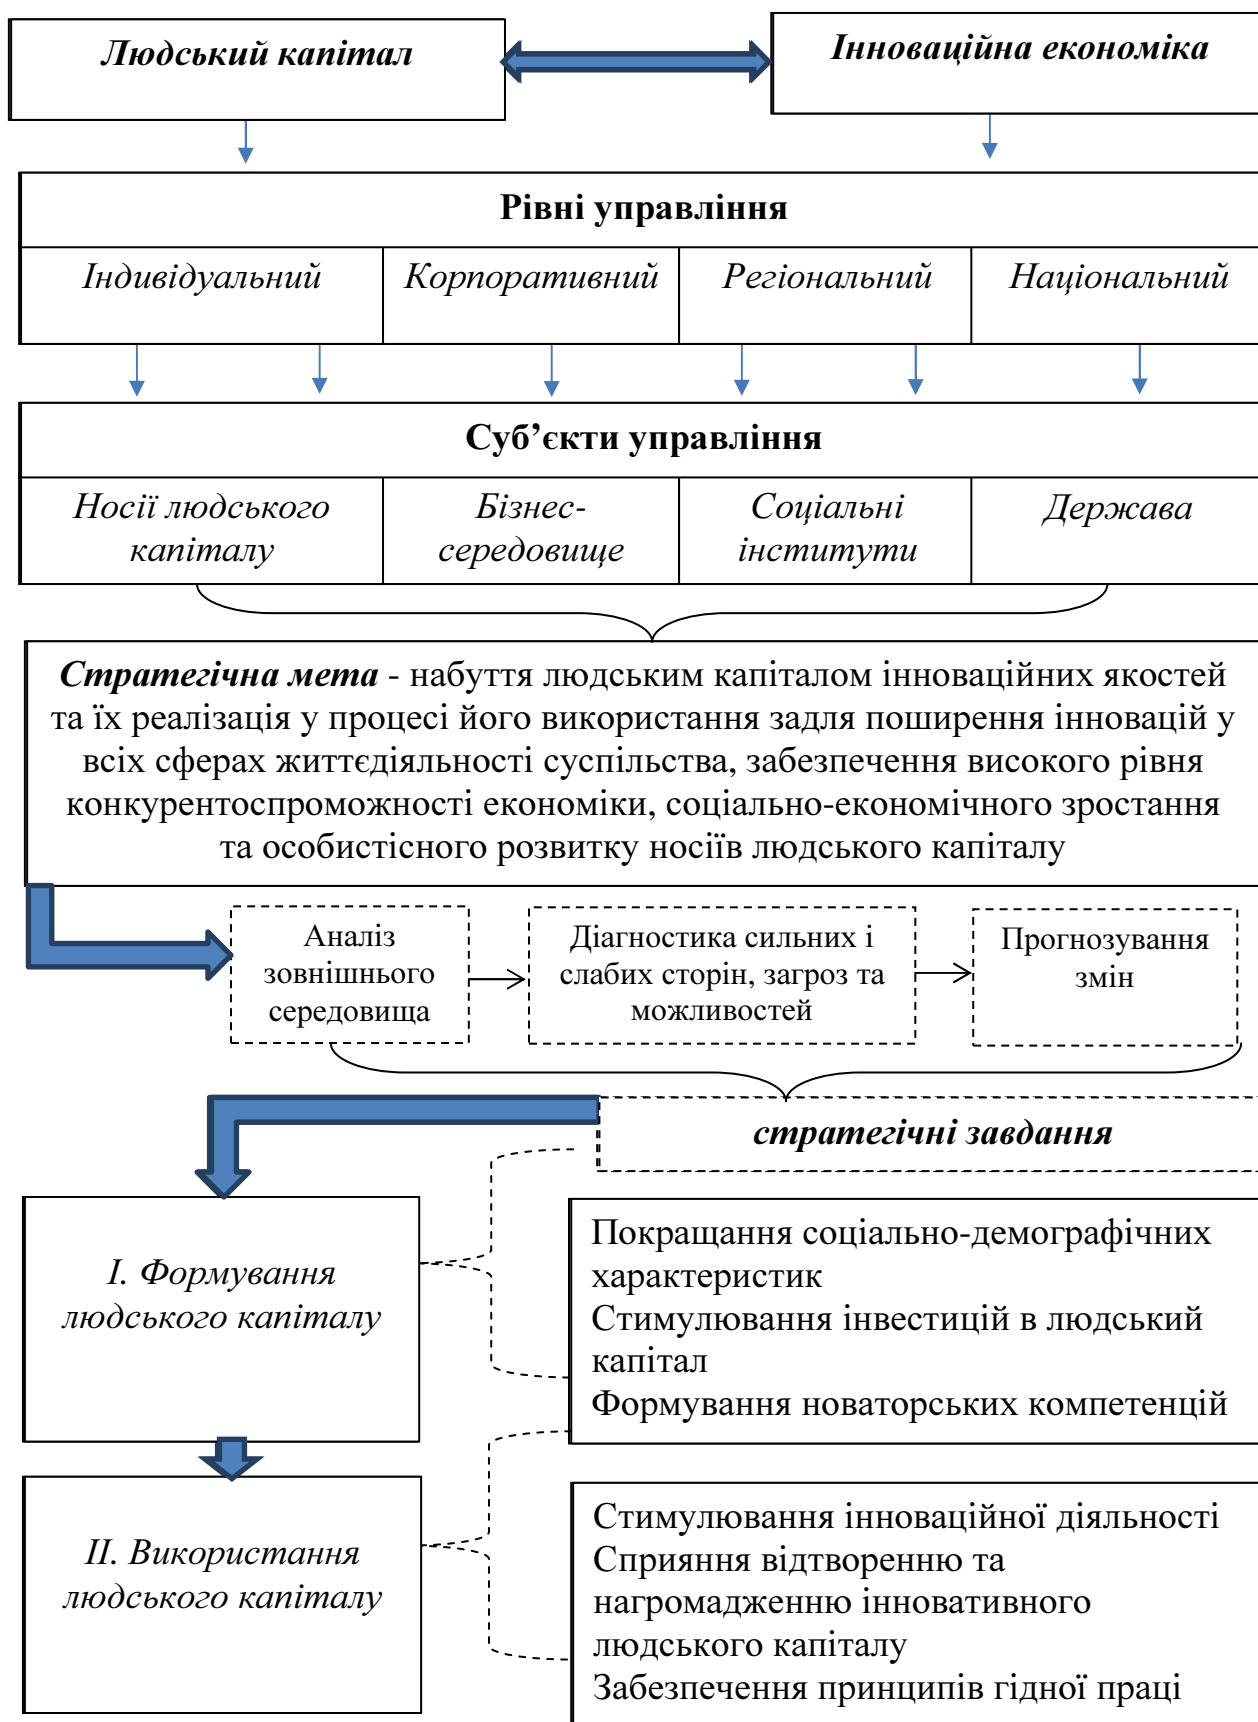 Людський капітал
Інноваційна економіка
Рівні управління
Індивідуальний
Корпоративний
Регіональний
Національний
Суб’єкти управління
Носії людського
капіталу
Бізнес-
середовище
Соціальні
інститути
Держава
Стратегічна мета - набуття людським капіталом інноваційних якостей
та їх реалізація у процесі його використання задля поширення інновацій у
всіх сферах життєдіяльності суспільства, забезпечення високого рівня
конкурентоспроможності економіки, соціально-економічного зростання
та особистісного розвитку носіїв людського капіталу
Аналіз
зовнішнього
середовища
Діагностика сильних і
слабих сторін, загроз та
можливостей
Прогнозування
змін
стратегічні завдання
І. Формування
людського капіталу
Покращання соціально-демографічних
характеристик
Стимулювання інвестицій в людський
капітал
Формування новаторських компетенцій
ІІ. Використання
людського капіталу
Стимулювання інноваційної діяльності
Сприяння відтворенню та
нагромадженню інновативного
людського капіталу
Забезпечення принципів гідної праці